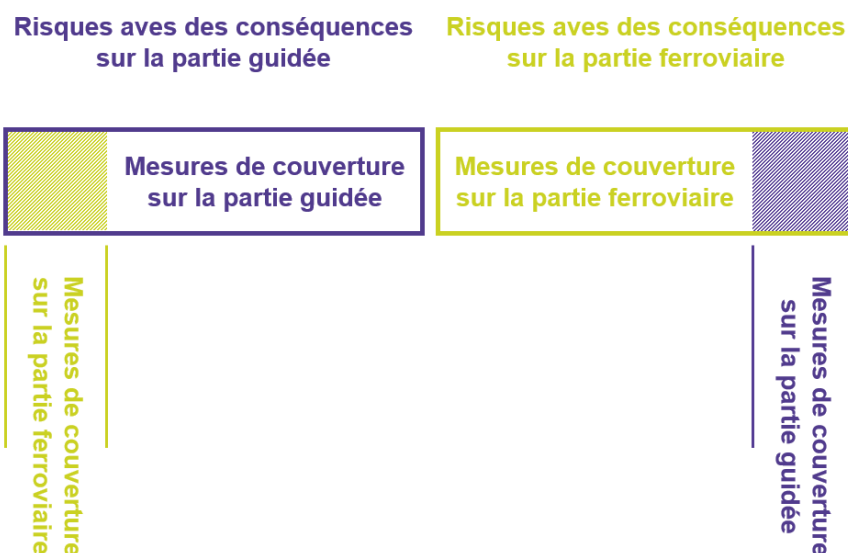 Risques aves des conséquences
sur la partie guidée
Risques aves des conséquences
sur la partie ferroviaire
Mesures de couverture
sur la partie guidée
Mesures de couverture
sur la partie ferroviaire
Mesures de couverture
sur la partie ferroviaire
Mesures de couverture
sur la partie guidée